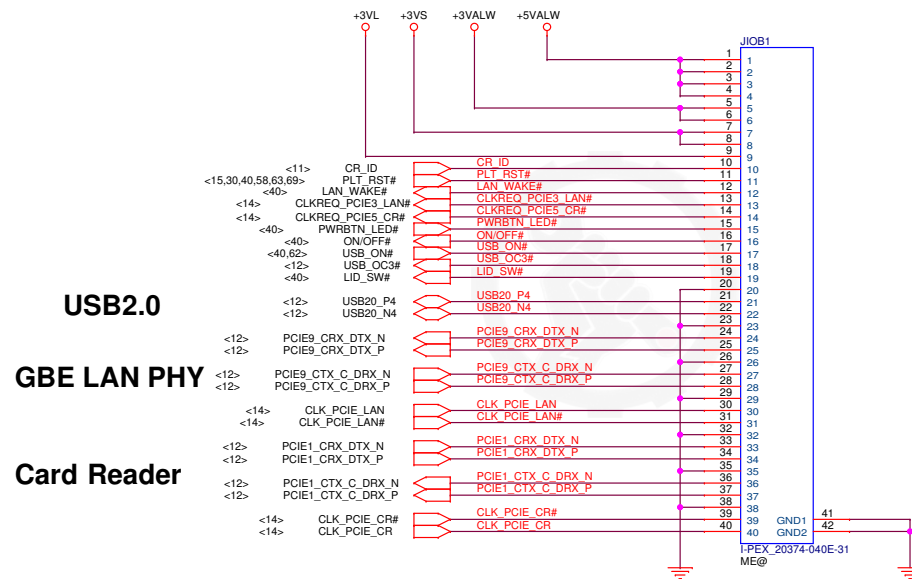 +3VL +3VS +3VALW +5VALW
JIOB1
1 1
2 2
3 3
4 4
5 5
6 6
7 7
8 8
9 9
<11> CR_ID CR_ID 10 10
<15,30,40,58,63,69> PLT_RST# PLT_RST# 11 11
<40> LAN_WAKE# LAN_WAKE# 12 12
<14> CLKREQ_PCIE3_LAN# CLKREQ_PCIE3_LAN# 13 13
<14> CLKREQ_PCIE5_CR# CLKREQ_PCIE5_CR# 14 14
<40> PWRBTN_LED# PWRBTN_LED# 15 15
<40> ON/OFF# ON/OFF# 16 16
<40,62> USB_ON# USB_ON# 17 17
<12> USB_OC3# USB_OC3# 18 18
<40> LID_SW# LID_SW# 19 19
20 20
USB2.0
<12> USB20_P4 USB20_P4 21 21
<12> USB20_N4 USB20_N4 22 22
23 23
<12> PCIE9_CRX_DTX_N PCIE9_CRX_DTX_N 24 24
<12> PCIE9_CRX_DTX_P PCIE9_CRX_DTX_P 25 25
26 26
GBE LAN PHY
<12> PCIE9_CTX_C_DRX_N PCIE9_CTX_C_DRX_N 27 27
<12> PCIE9_CTX_C_DRX_P PCIE9_CTX_C_DRX_P 28 28
29 29
<14> CLK_PCIE_LAN CLK_PCIE_LAN 30 30
<14> CLK_PCIE_LAN# CLK_PCIE_LAN# 31 31
32 32
<12> PCIE1_CRX_DTX_N PCIE1_CRX_DTX_N 33 33
<12> PCIE1_CRX_DTX_P PCIE1_CRX_DTX_P 34 34
35 35
Card Reader
<12> PCIE1_CTX_C_DRX_N PCIE1_CTX_C_DRX_N 36 36
<12> PCIE1_CTX_C_DRX_P PCIE1_CTX_C_DRX_P 37 37
38 38
<14> CLK_PCIE_CR# CLK_PCIE_CR# 39 39 GND1 41
<14> CLK_PCIE_CR CLK_PCIE_CR 40 40 GND2 42
I-PEX_20374-040E-31
ME@